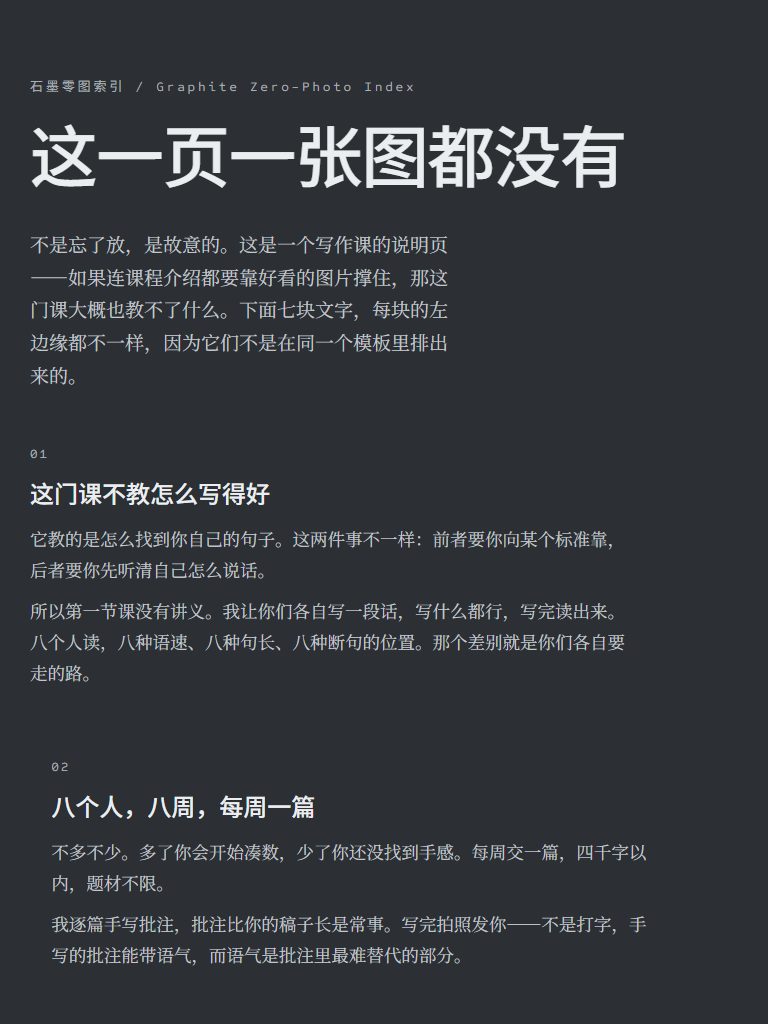 石墨零图索引 / Graphite Zero-Photo Index
这一页一张图都没有
不是忘了放，是故意的。这是一个写作课的说明页
——如果连课程介绍都要靠好看的图片撑住，那这
门课大概也教不了什么。下面七块文字，每块的左
边缘都不一样，因为它们不是在同一个模板里排出
来的。
01
这门课不教怎么写得好
它教的是怎么找到你自己的句子。这两件事不一样：前者要你向某个标准靠，
后者要你先听清自己怎么说话。
所以第一节课没有讲义。我让你们各自写一段话，写什么都行，写完读出来。
八个人读，八种语速、八种句长、八种断句的位置。那个差别就是你们各自要
走的路。
02
八个人，八周，每周一篇
不多不少。多了你会开始凑数，少了你还没找到手感。每周交一篇，四千字以
内，题材不限。
我逐篇手写批注，批注比你的稿子长是常事。写完拍照发你——不是打字，手
写的批注能带语气，而语气是批注里最难替代的部分。